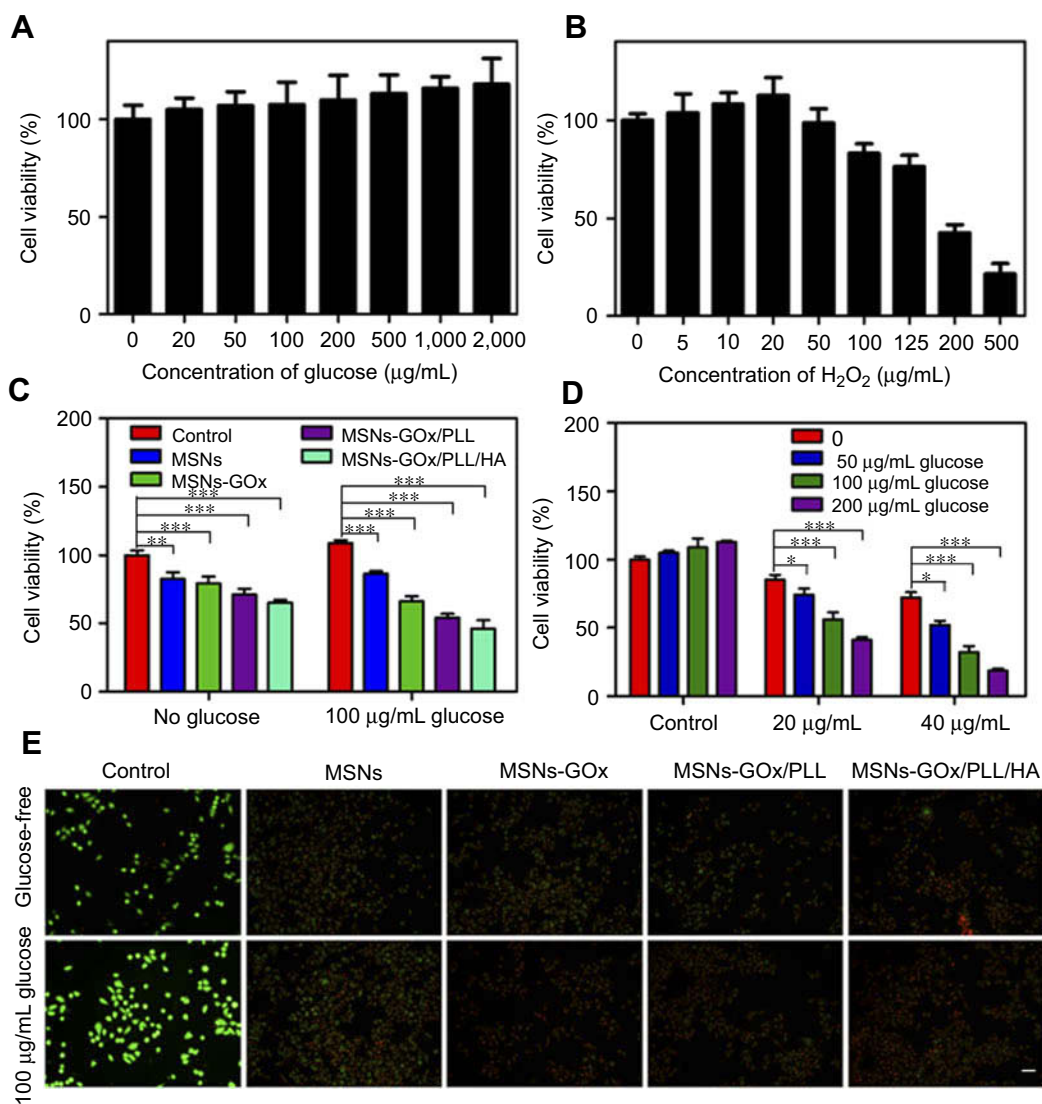 A
Cell viability (%)
100
50
0
0 20 50 100 200 500 1,000 2,000
Concentration of glucose (μg/mL)
B
Cell viability (%)
100
50
0
0 5 10 20 50 100 125 200 500
Concentration of H₂O₂ (μg/mL)
C
Cell viability (%)
200
150
100
50
0
Control
MSNs
MSNs-GOx
MSNs-GOx/PLL
MSNs-GOx/PLL/HA
***
***
***
**
***
***
***
***
No glucose
100 μg/mL glucose
D
Cell viability (%)
200
150
100
50
0
0
50 μg/mL glucose
100 μg/mL glucose
200 μg/mL glucose
***
***
*
***
***
*
Control
20 μg/mL
40 μg/mL
E
Control
MSNs
MSNs-GOx
MSNs-GOx/PLL
MSNs-GOx/PLL/HA
Glucose-free
100 μg/mL glucose